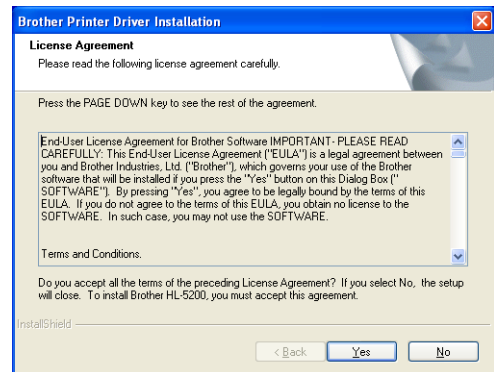 Brother Printer Driver Installation
License Agreement
Please read the following license agreement carefully.
Press the PAGE DOWN key to see the rest of the agreement.
End-User License Agreement for Brother Software IMPORTANT- PLEASE READ
CAREFULLY: This End-User License Agreement ("EULA") is a legal agreement between
you and Brother Industries, Ltd. ("Brother"), which governs your use of the Brother
software that will be installed if you press the "Yes" button on this Dialog Box ("
SOFTWARE"). By pressing "Yes", you agree to be legally bound by the terms of this
EULA. If you do not agree to the terms of this EULA, you obtain no license to the
SOFTWARE. In such case, you may not use the SOFTWARE.
Terms and Conditions.
Do you accept all the terms of the preceding License Agreement? If you select No, the setup
will close. To install Brother HL-5200, you must accept this agreement.
InstallShield
< Back Yes No